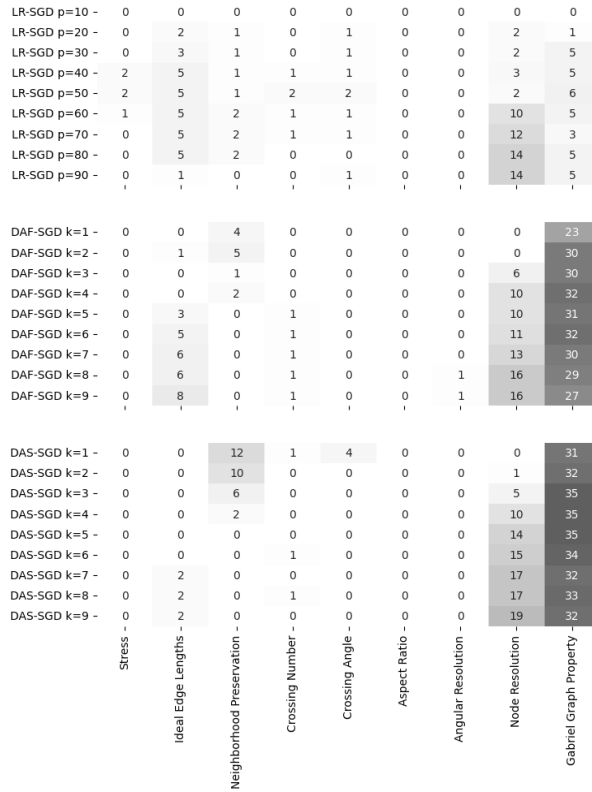 LR-SGD p=10 - 0 0 0 0 0 0 0 0 0
LR-SGD p=20 - 0 2 1 0 1 0 0 2 1
LR-SGD p=30 - 0 3 1 0 1 0 0 2 5
LR-SGD p=40 - 2 5 1 1 1 0 0 3 5
LR-SGD p=50 - 2 5 1 2 2 0 0 2 6
LR-SGD p=60 - 1 5 2 1 1 0 0 10 5
LR-SGD p=70 - 0 5 2 1 1 0 0 12 3
LR-SGD p=80 - 0 5 2 0 0 0 0 14 5
LR-SGD p=90 - 0 1 0 0 1 0 0 14 5
DAF-SGD k=1 - 0 0 4 0 0 0 0 0 23
DAF-SGD k=2 - 0 1 5 0 0 0 0 0 30
DAF-SGD k=3 - 0 0 1 0 0 0 0 6 30
DAF-SGD k=4 - 0 0 2 0 0 0 0 10 32
DAF-SGD k=5 - 0 3 0 1 0 0 0 10 31
DAF-SGD k=6 - 0 5 0 1 0 0 0 11 32
DAF-SGD k=7 - 0 6 0 1 0 0 0 13 30
DAF-SGD k=8 - 0 6 0 1 0 0 1 16 29
DAF-SGD k=9 - 0 8 0 1 0 0 1 16 27
DAS-SGD k=1 - 0 0 12 1 4 0 0 0 31
DAS-SGD k=2 - 0 0 10 0 0 0 0 1 32
DAS-SGD k=3 - 0 0 6 0 0 0 0 5 35
DAS-SGD k=4 - 0 0 2 0 0 0 0 10 35
DAS-SGD k=5 - 0 0 0 0 0 0 0 14 35
DAS-SGD k=6 - 0 0 0 1 0 0 0 15 34
DAS-SGD k=7 - 0 2 0 0 0 0 0 17 32
DAS-SGD k=8 - 0 2 0 1 0 0 0 17 33
DAS-SGD k=9 - 0 2 0 0 0 0 0 19 32
Stress
Ideal Edge Lengths
Neighborhood Preservation
Crossing Number
Crossing Angle
Aspect Ratio
Angular Resolution
Node Resolution
Gabriel Graph Property